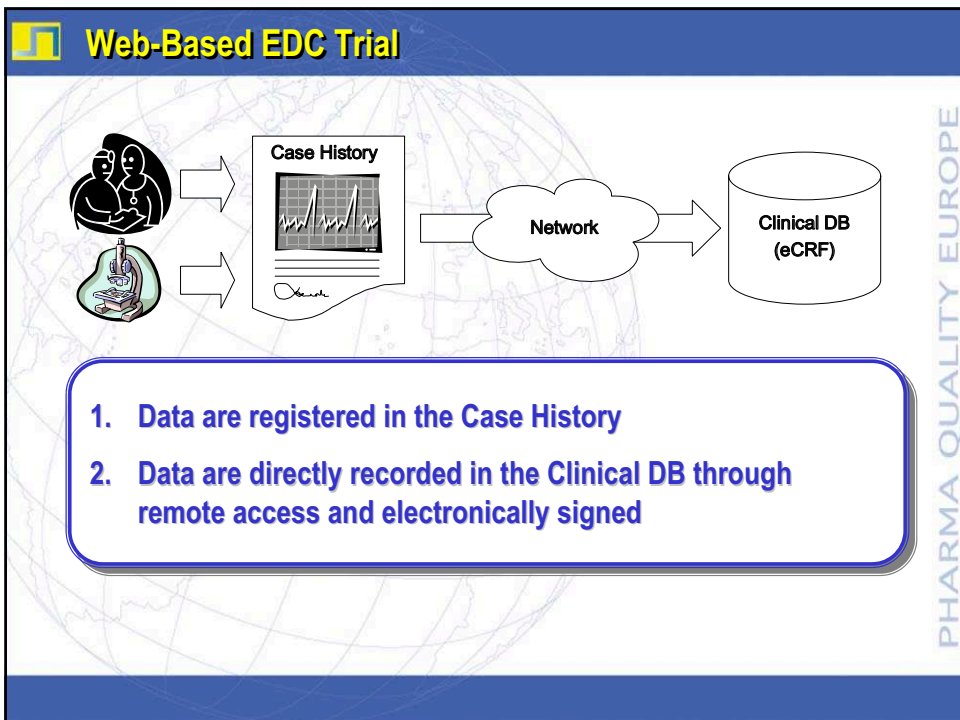 Web-Based EDC Trial
Case History
Network
Clinical DB
(eCRF)
1. Data are registered in the Case History
2. Data are directly recorded in the Clinical DB through
remote access and electronically signed
PHARMA QUALITY EUROPE